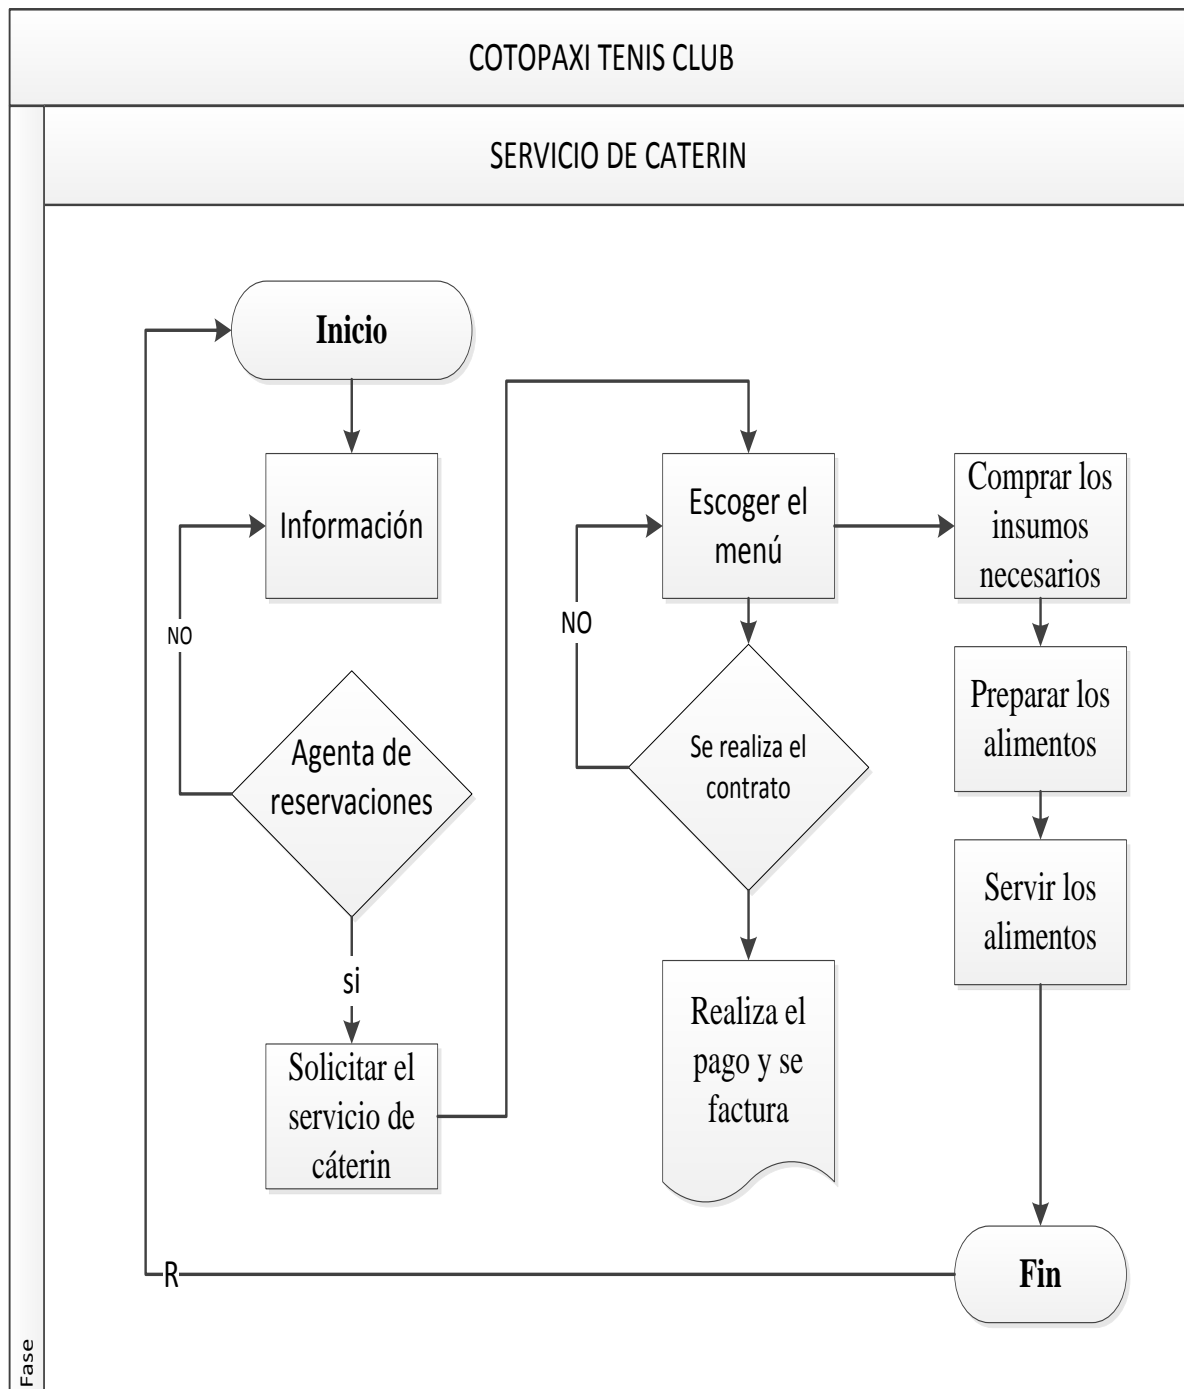 COTOPAXI TENIS CLUB
SERVICIO DE CATERIN
Inicio
Información
NO
Agenta de
reservaciones
si
Solicitar el
servicio de
cáterin
Escoger el
menú
NO
Se realiza el
contrato
Realiza el
pago y se
factura
Comprar los
insumos
necesarios
Preparar los
alimentos
Servir los
alimentos
Fin
R
Fase